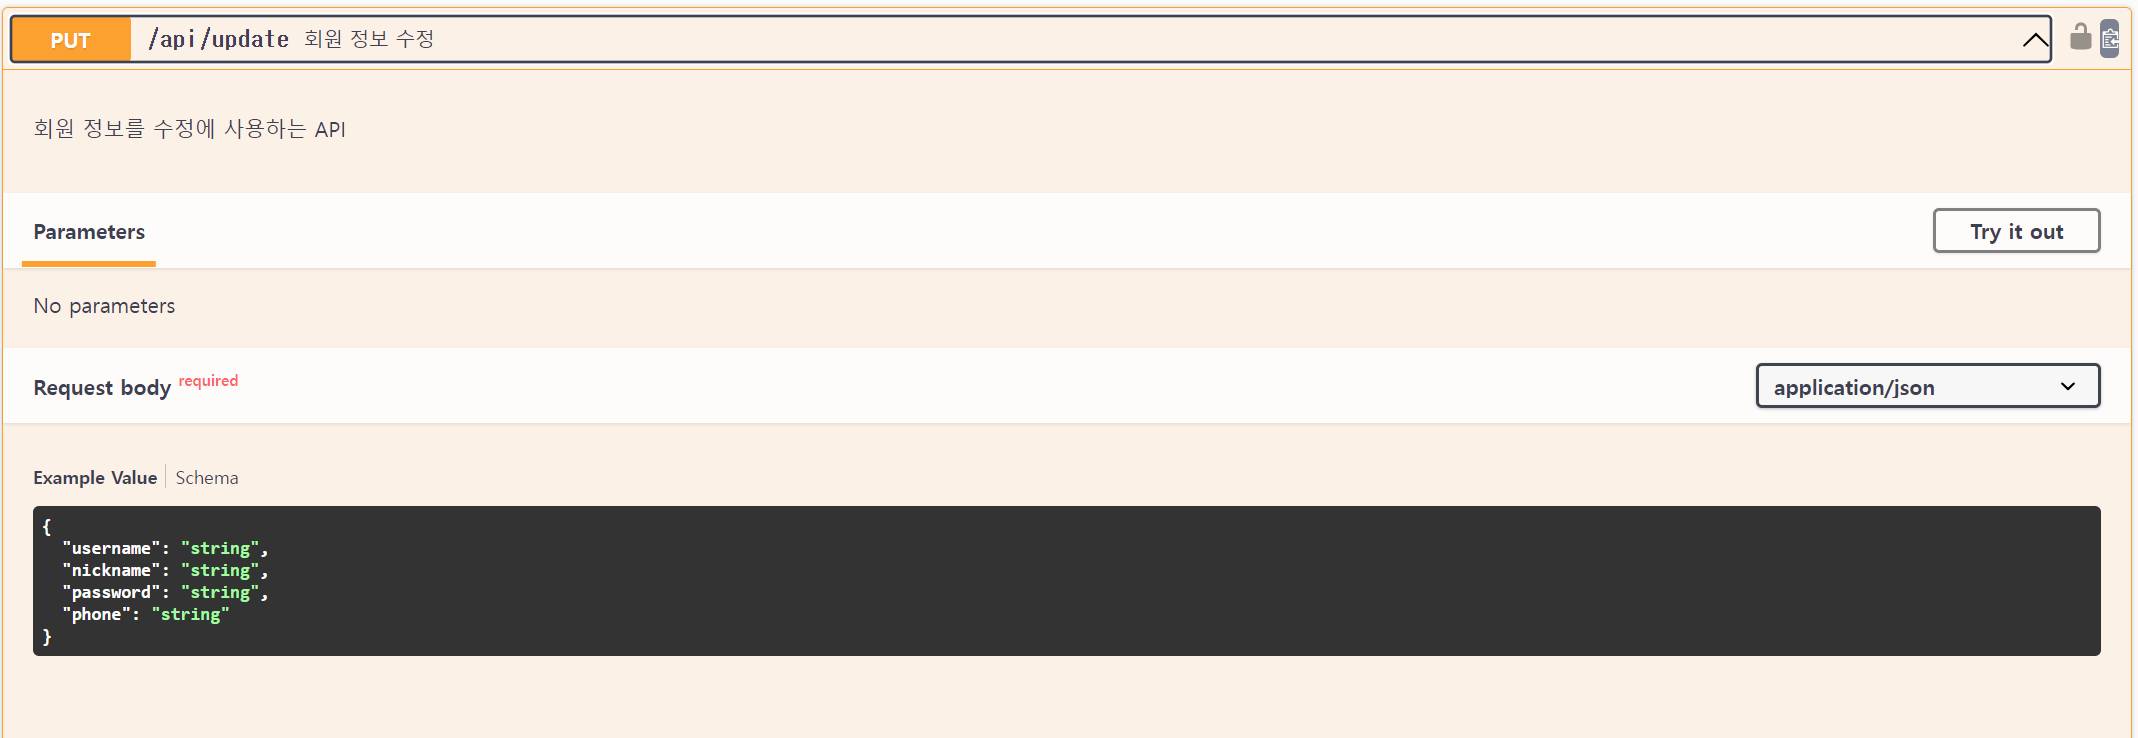 PUT /api/update 회원 정보 수정
회원 정보를 수정에 사용하는 API
Parameters
Try it out
No parameters
Request body required
application/json
Example Value
Schema
{
  "username": "string",
  "nickname": "string",
  "password": "string",
  "phone": "string"
}